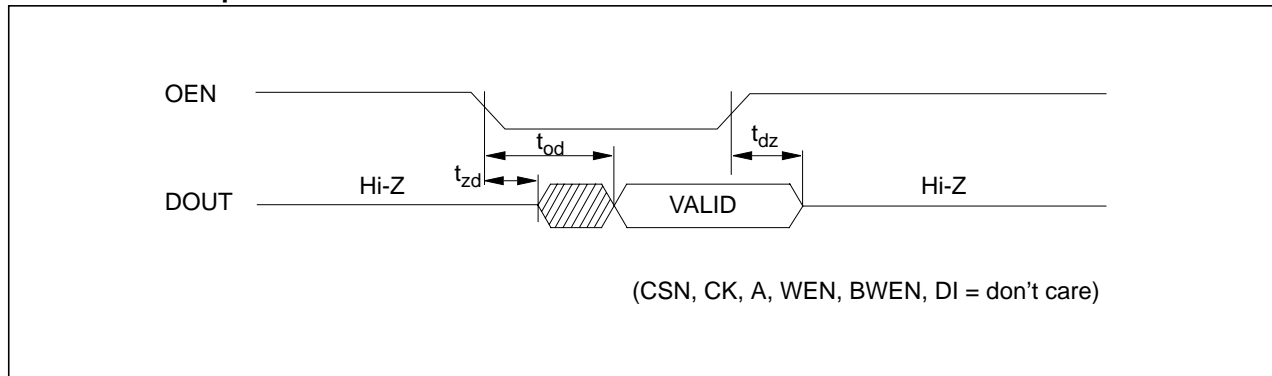 OEN
t_od
t_dz
t_zd
Hi-Z
Hi-Z
DOUT
VALID
(CSN, CK, A, WEN, BWEN, DI = don't care)